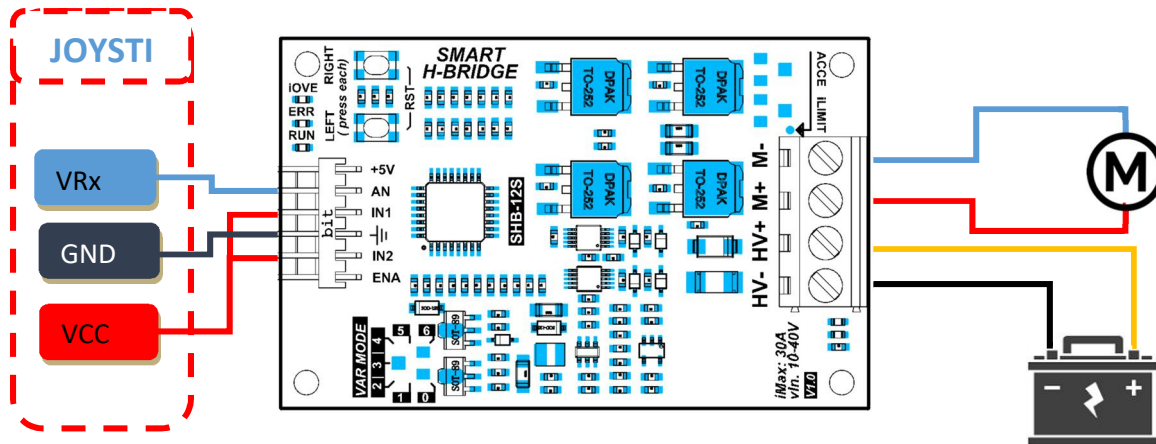 JOYSTI
VRx
GND
VCC
SMART
H-BRIDGE
RIGHT
LEFT
(press each)
RST
iOVE
ERR
RUN
+5V
AN
IN1
IN2
ENA
bit
SHB-12S
DPAK
TO-252
DPAK
TO-252
DPAK
TO-252
DPAK
TO-252
ACCE
iLIMIT
M-
M+
HV+
HV-
M
VAR MODE
2 3 4
5 6
1 0
SOT-89
SOT-89
iMax: 30A
vIn. 10-40V
V1.0
- +